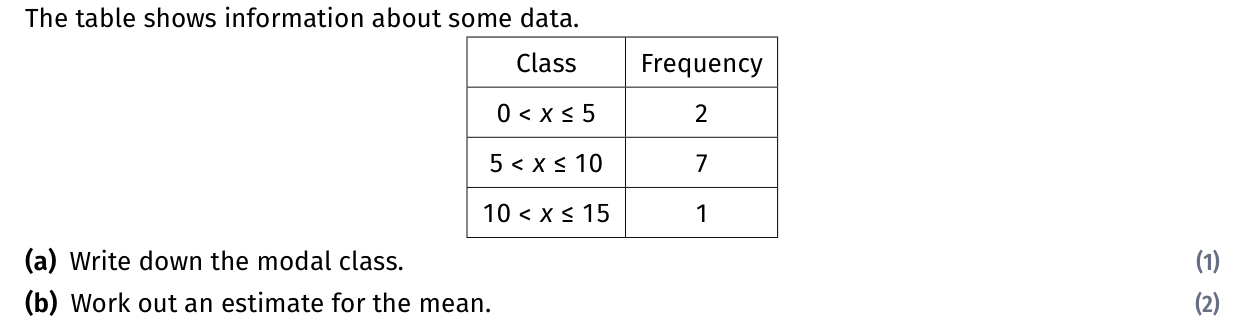 The table shows information about some data.
Class Frequency
0 < x ≤ 5 2
5 < x ≤ 10 7
10 < x ≤ 15 1
(a) Write down the modal class. (1)
(b) Work out an estimate for the mean. (2)